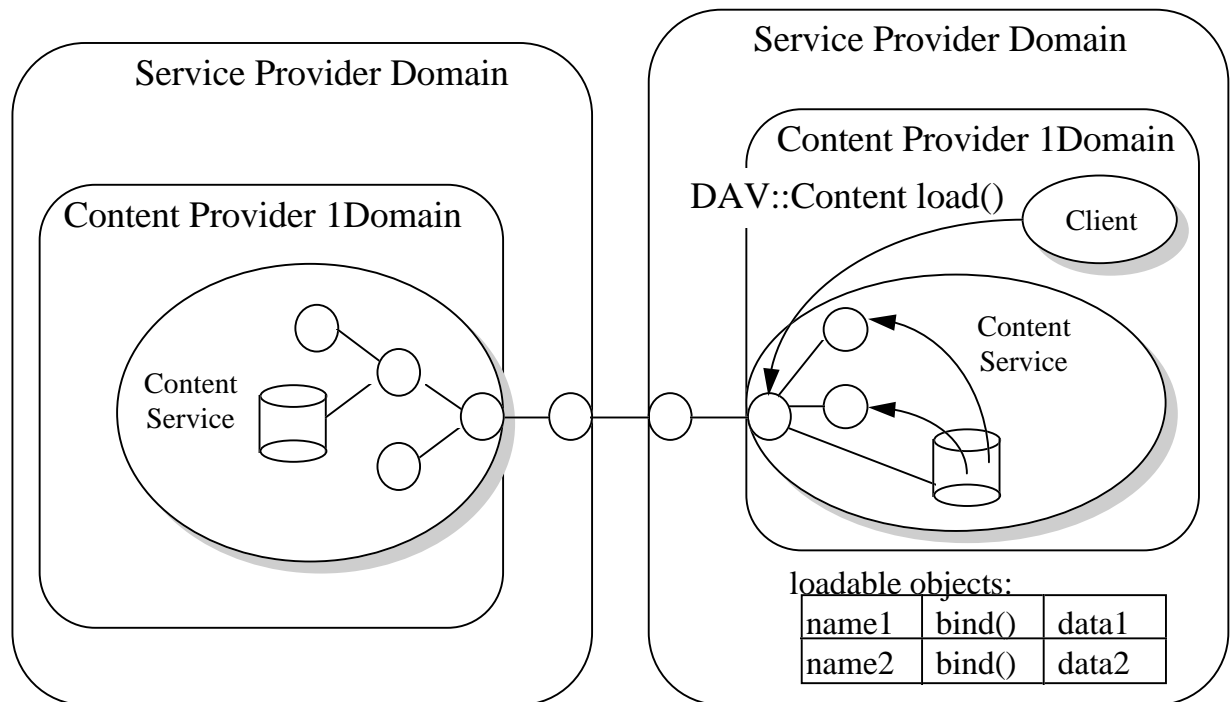 Service Provider Domain
Content Provider 1Domain
Content
Service
Service Provider Domain
Content Provider 1Domain
DAV::Content load()
Client
Content
Service
loadable objects:
name1 bind() data1
name2 bind() data2